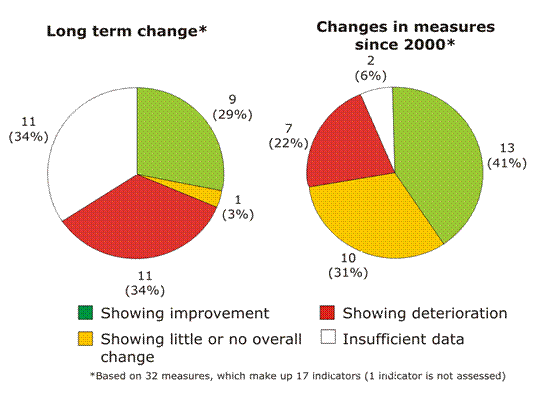 Long term change*
Changes in measures
since 2000*
11
(34%)
9
(29%)
1
(3%)
11
(34%)
2
(6%)
7
(22%)
13
(41%)
10
(31%)
Showing improvement
Showing deterioration
Showing little or no overall
change
Insufficient data
*Based on 32 measures, which make up 17 indicators (1 indicator is not assessed)